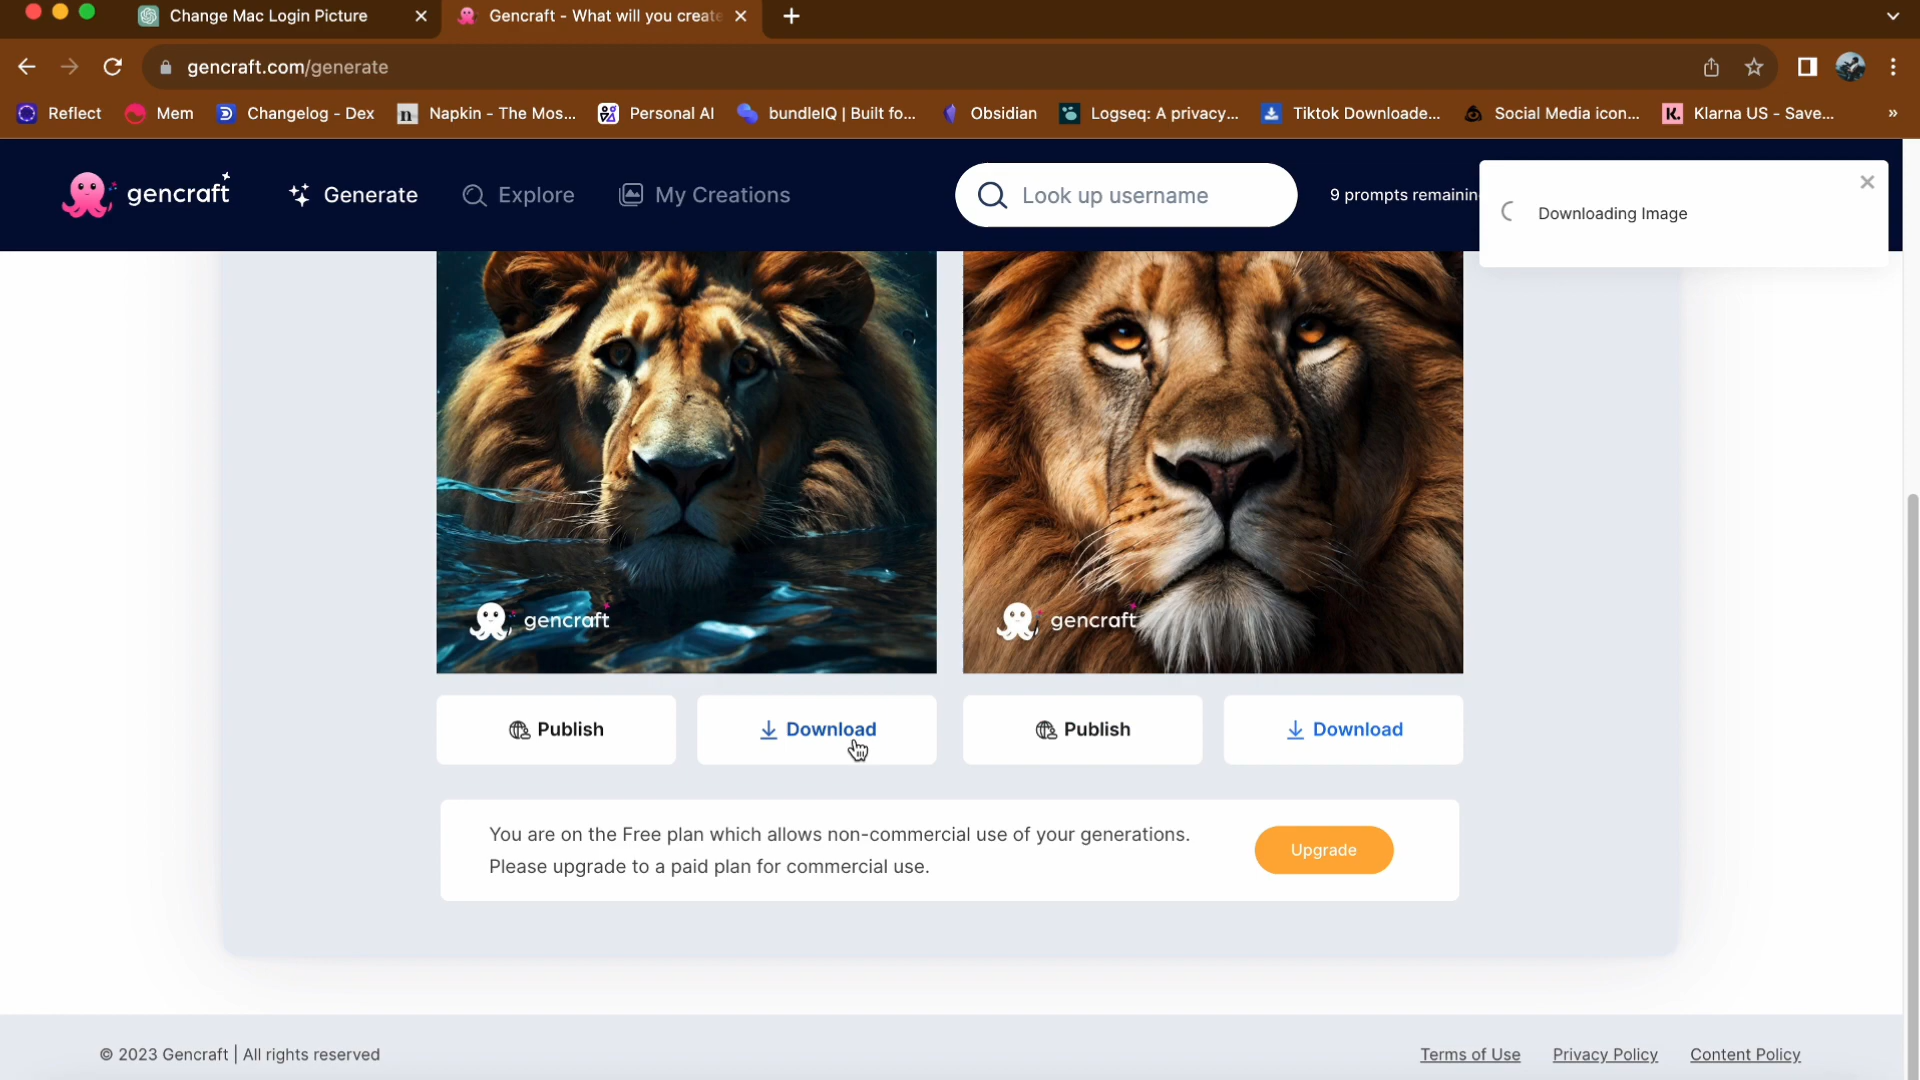 Change Mac Login Picture
Gencraft - What will you create
gencraft.com/generate
Reflect
Mem
Changelog - Dex
Napkin - The Mos...
Personal AI
bundleIQ | Built fo...
Obsidian
Logseq: A privacy...
Tiktok Downloade...
Social Media icon...
Klarna US - Save...
»
gencraft
Generate
Explore
My Creations
Look up username
9 prompts remainin
Downloading Image
gencraft
gencraft
Publish
Download
Publish
Download
You are on the Free plan which allows non-commercial use of your generations.
Please upgrade to a paid plan for commercial use.
Upgrade
© 2023 Gencraft | All rights reserved
Terms of Use
Privacy Policy
Content Policy